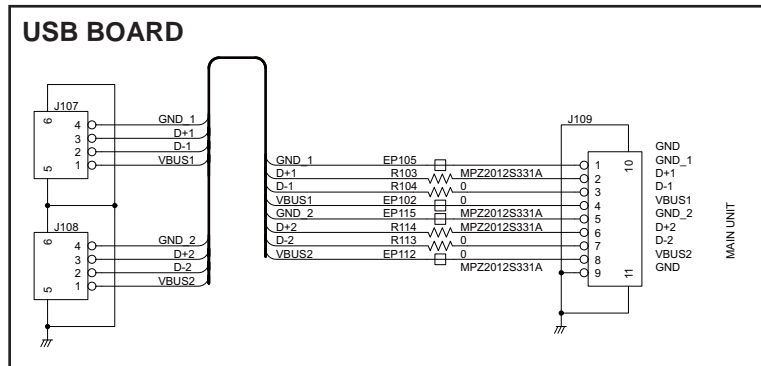 USB BOARD
J107
6
5
4
3
2
1
GND_1
D+1
D-1
VBUS1
J108
6
5
4
3
2
1
GND_2
D+2
D-2
VBUS2
GND_1 EP105
D+1 R103 MPZ2012S331A
D-1 R104 0
VBUS1 EP102 0
GND_2 EP115 MPZ2012S331A
D+2 R114 MPZ2012S331A
D-2 R113 0
VBUS2 EP112 0
MPZ2012S331A
J109
1
2
3
4
5
6
7
8
9
10
11
GND
GND_1
D+1
D-1
VBUS1
GND_2
D+2
D-2
VBUS2
GND
MAIN UNIT